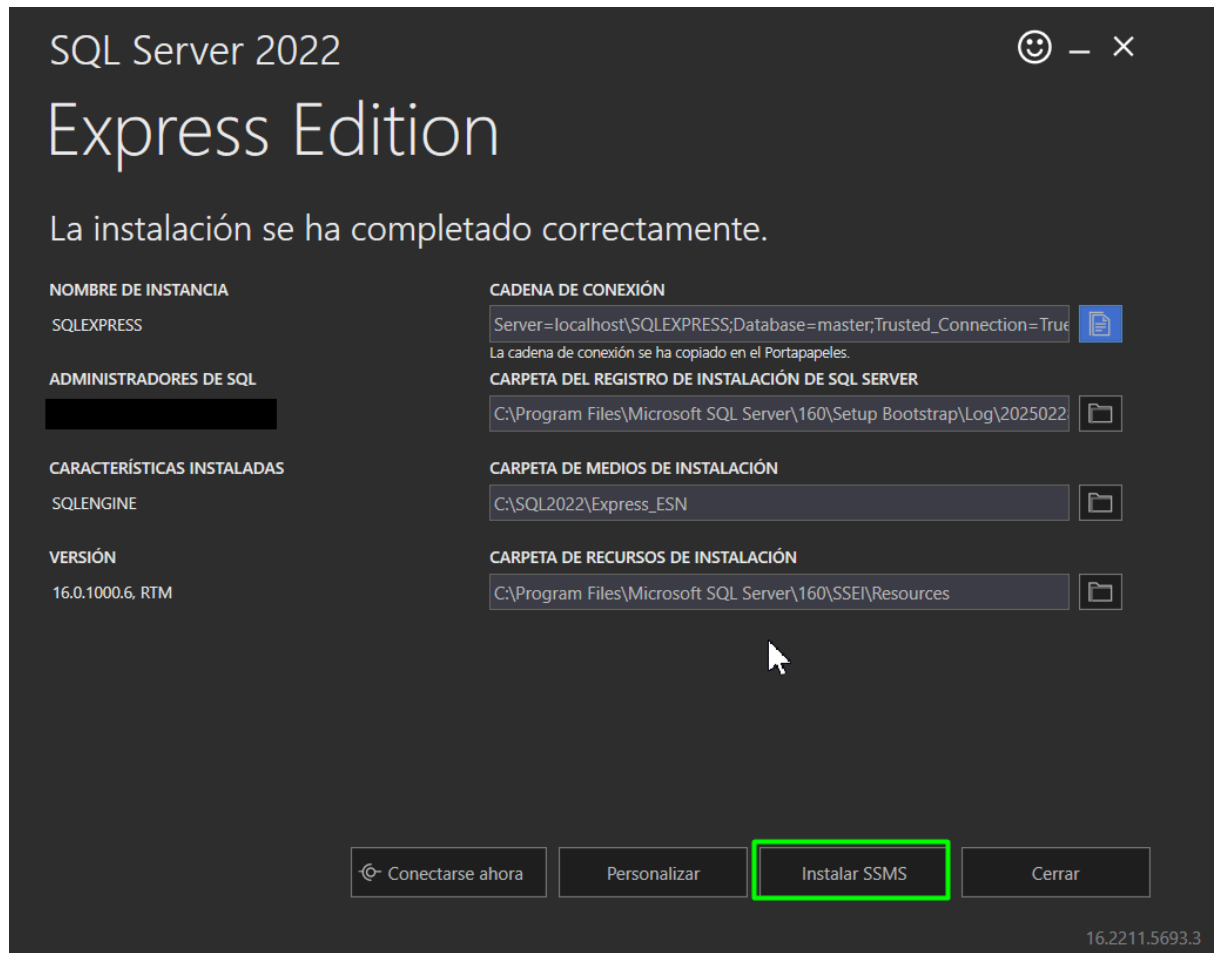 SQL Server 2022
Express Edition
La instalación se ha completado correctamente.
NOMBRE DE INSTANCIA
SQLEXPRESS
CADENA DE CONEXIÓN
Server=localhost\SQLEXPRESS;Database=master;Trusted_Connection=True
La cadena de conexión se ha copiado en el Portapapeles.
ADMINISTRADORES DE SQL
CARPETA DEL REGISTRO DE INSTALACIÓN DE SQL SERVER
C:\Program Files\Microsoft SQL Server\160\Setup Bootstrap\Log\2025022
CARACTERÍSTICAS INSTALADAS
SQLENGINE
CARPETA DE MEDIOS DE INSTALACIÓN
C:\SQL2022\Express_ESN
VERSIÓN
16.0.1000.6, RTM
CARPETA DE RECURSOS DE INSTALACIÓN
C:\Program Files\Microsoft SQL Server\160\SSEI\Resources
Conectarse ahora
Personalizar
Instalar SSMS
Cerrar
16.2211.5693.3